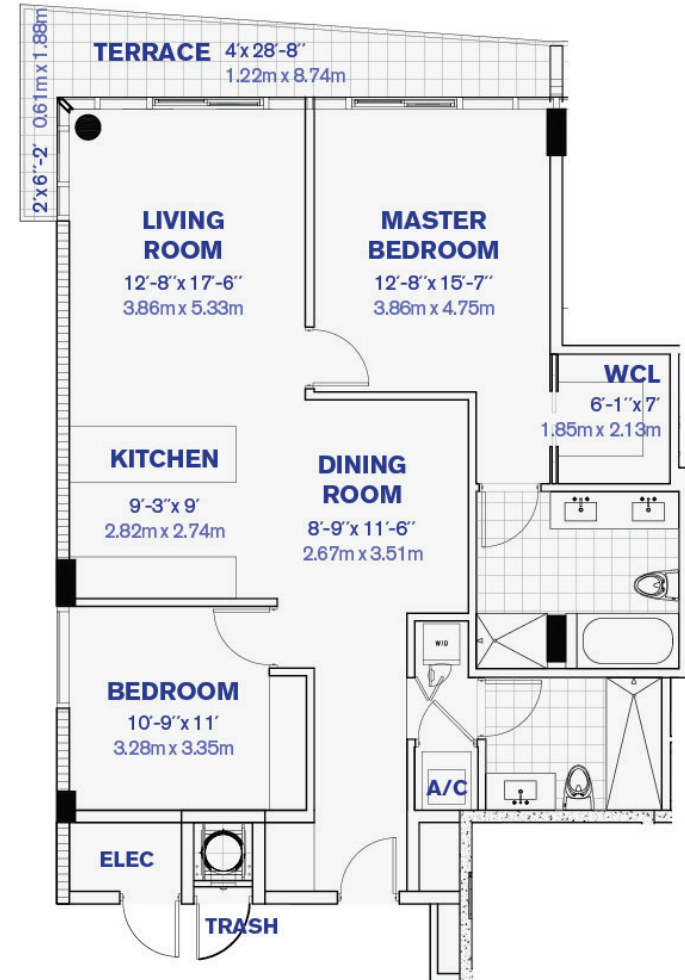 TERRACE 4'x 28'-8''
1.22m x 8.74m
2'x6''-2' 0.61m x 1.88m
LIVING
ROOM
12'-8''x 17'-6''
3.86m x 5.33m
MASTER
BEDROOM
12'-8''x 15'-7''
3.86m x 4.75m
WCL
6'-1''x 7'
1.85m x 2.13m
KITCHEN
9'-3''x 9'
2.82m x 2.74m
DINING
ROOM
8'-9''x 11'-6''
2.67m x 3.51m
W/D
BEDROOM
10'-9''x 11'
3.28m x 3.35m
A/C
ELEC
TRASH